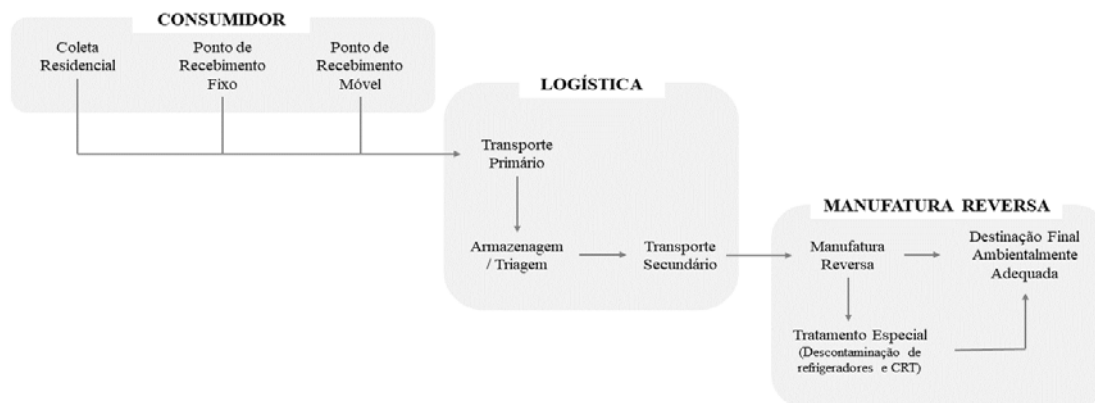 CONSUMIDOR
Coleta
Residencial
Ponto de
Recebimento
Fixo
Ponto de
Recebimento
Móvel
LOGÍSTICA
Transporte
Primário
Armazenagem
/ Triagem
Transporte
Secundário
MANUFATURA REVERSA
Manufatura
Reversa
Destinação Final
Ambientalmente
Adequada
Tratamento Especial
(Descontaminação de
refrigeradores e CRT)